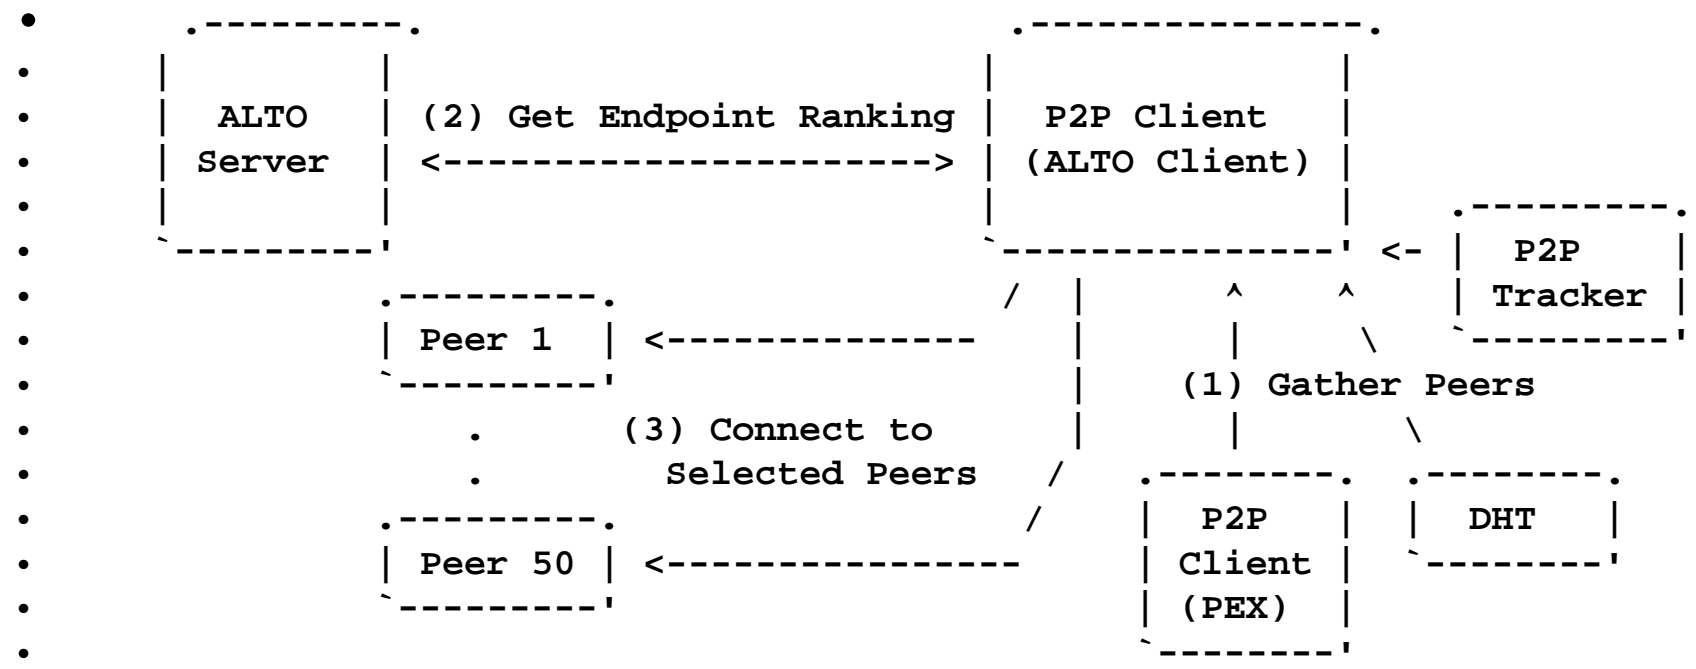 •       .---------.                           .---------------.
•      |         |                           |               |
•      |  ALTO   | (2) Get Endpoint Ranking  |  P2P Client   |
•      | Server  | <---------------------->  | (ALTO Client) |
•      |         |                           |               |    .---------.
•      `---------'                           `---------------' <- |  P2P    |
•                .---------.                   /  |      ^    ^   | Tracker |
•                | Peer 1  | <--------------      |      |     \   `---------'
•                `---------'                      |    (1) Gather Peers
•                    .      (3) Connect to        |      |       \
•                    .        Selected Peers     /   .--------.  .--------.
•                .---------.                    /    |  P2P   |  |  DHT   |
•                | Peer 50 | <----------------       | Client |  `--------'
•                `---------'                         | (PEX)  |
•                                                    `--------'